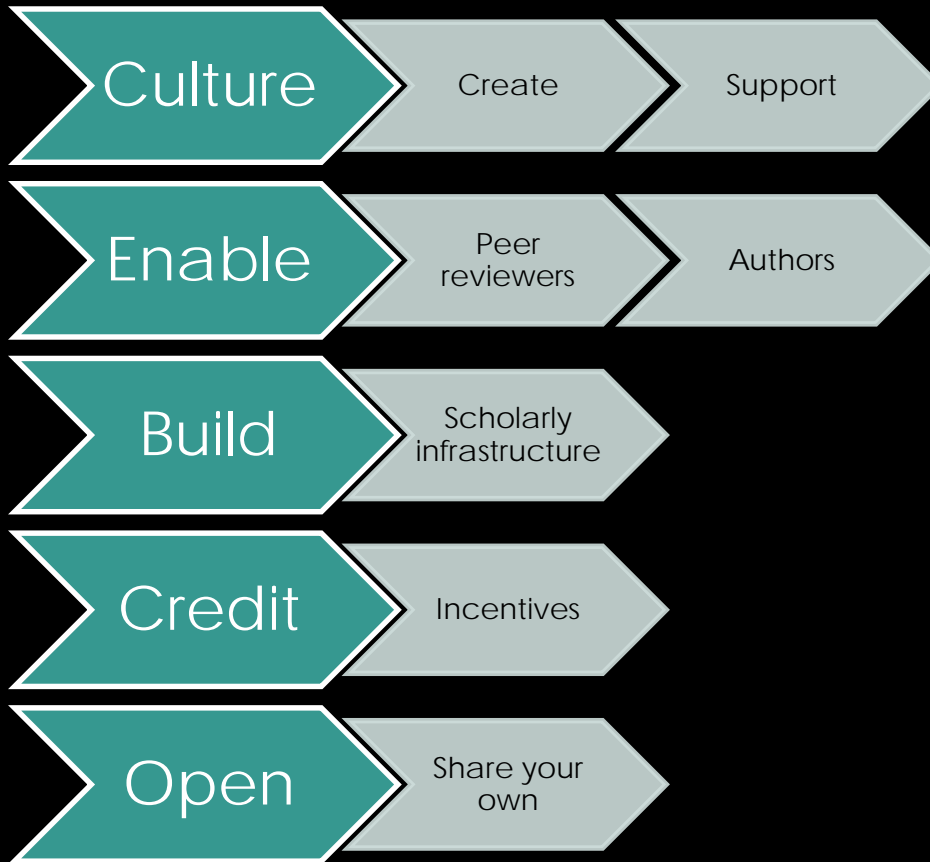 Culture
Create
Support
Enable
Peer
reviewers
Authors
Build
Scholarly
infrastructure
Credit
Incentives
Open
Share your
own